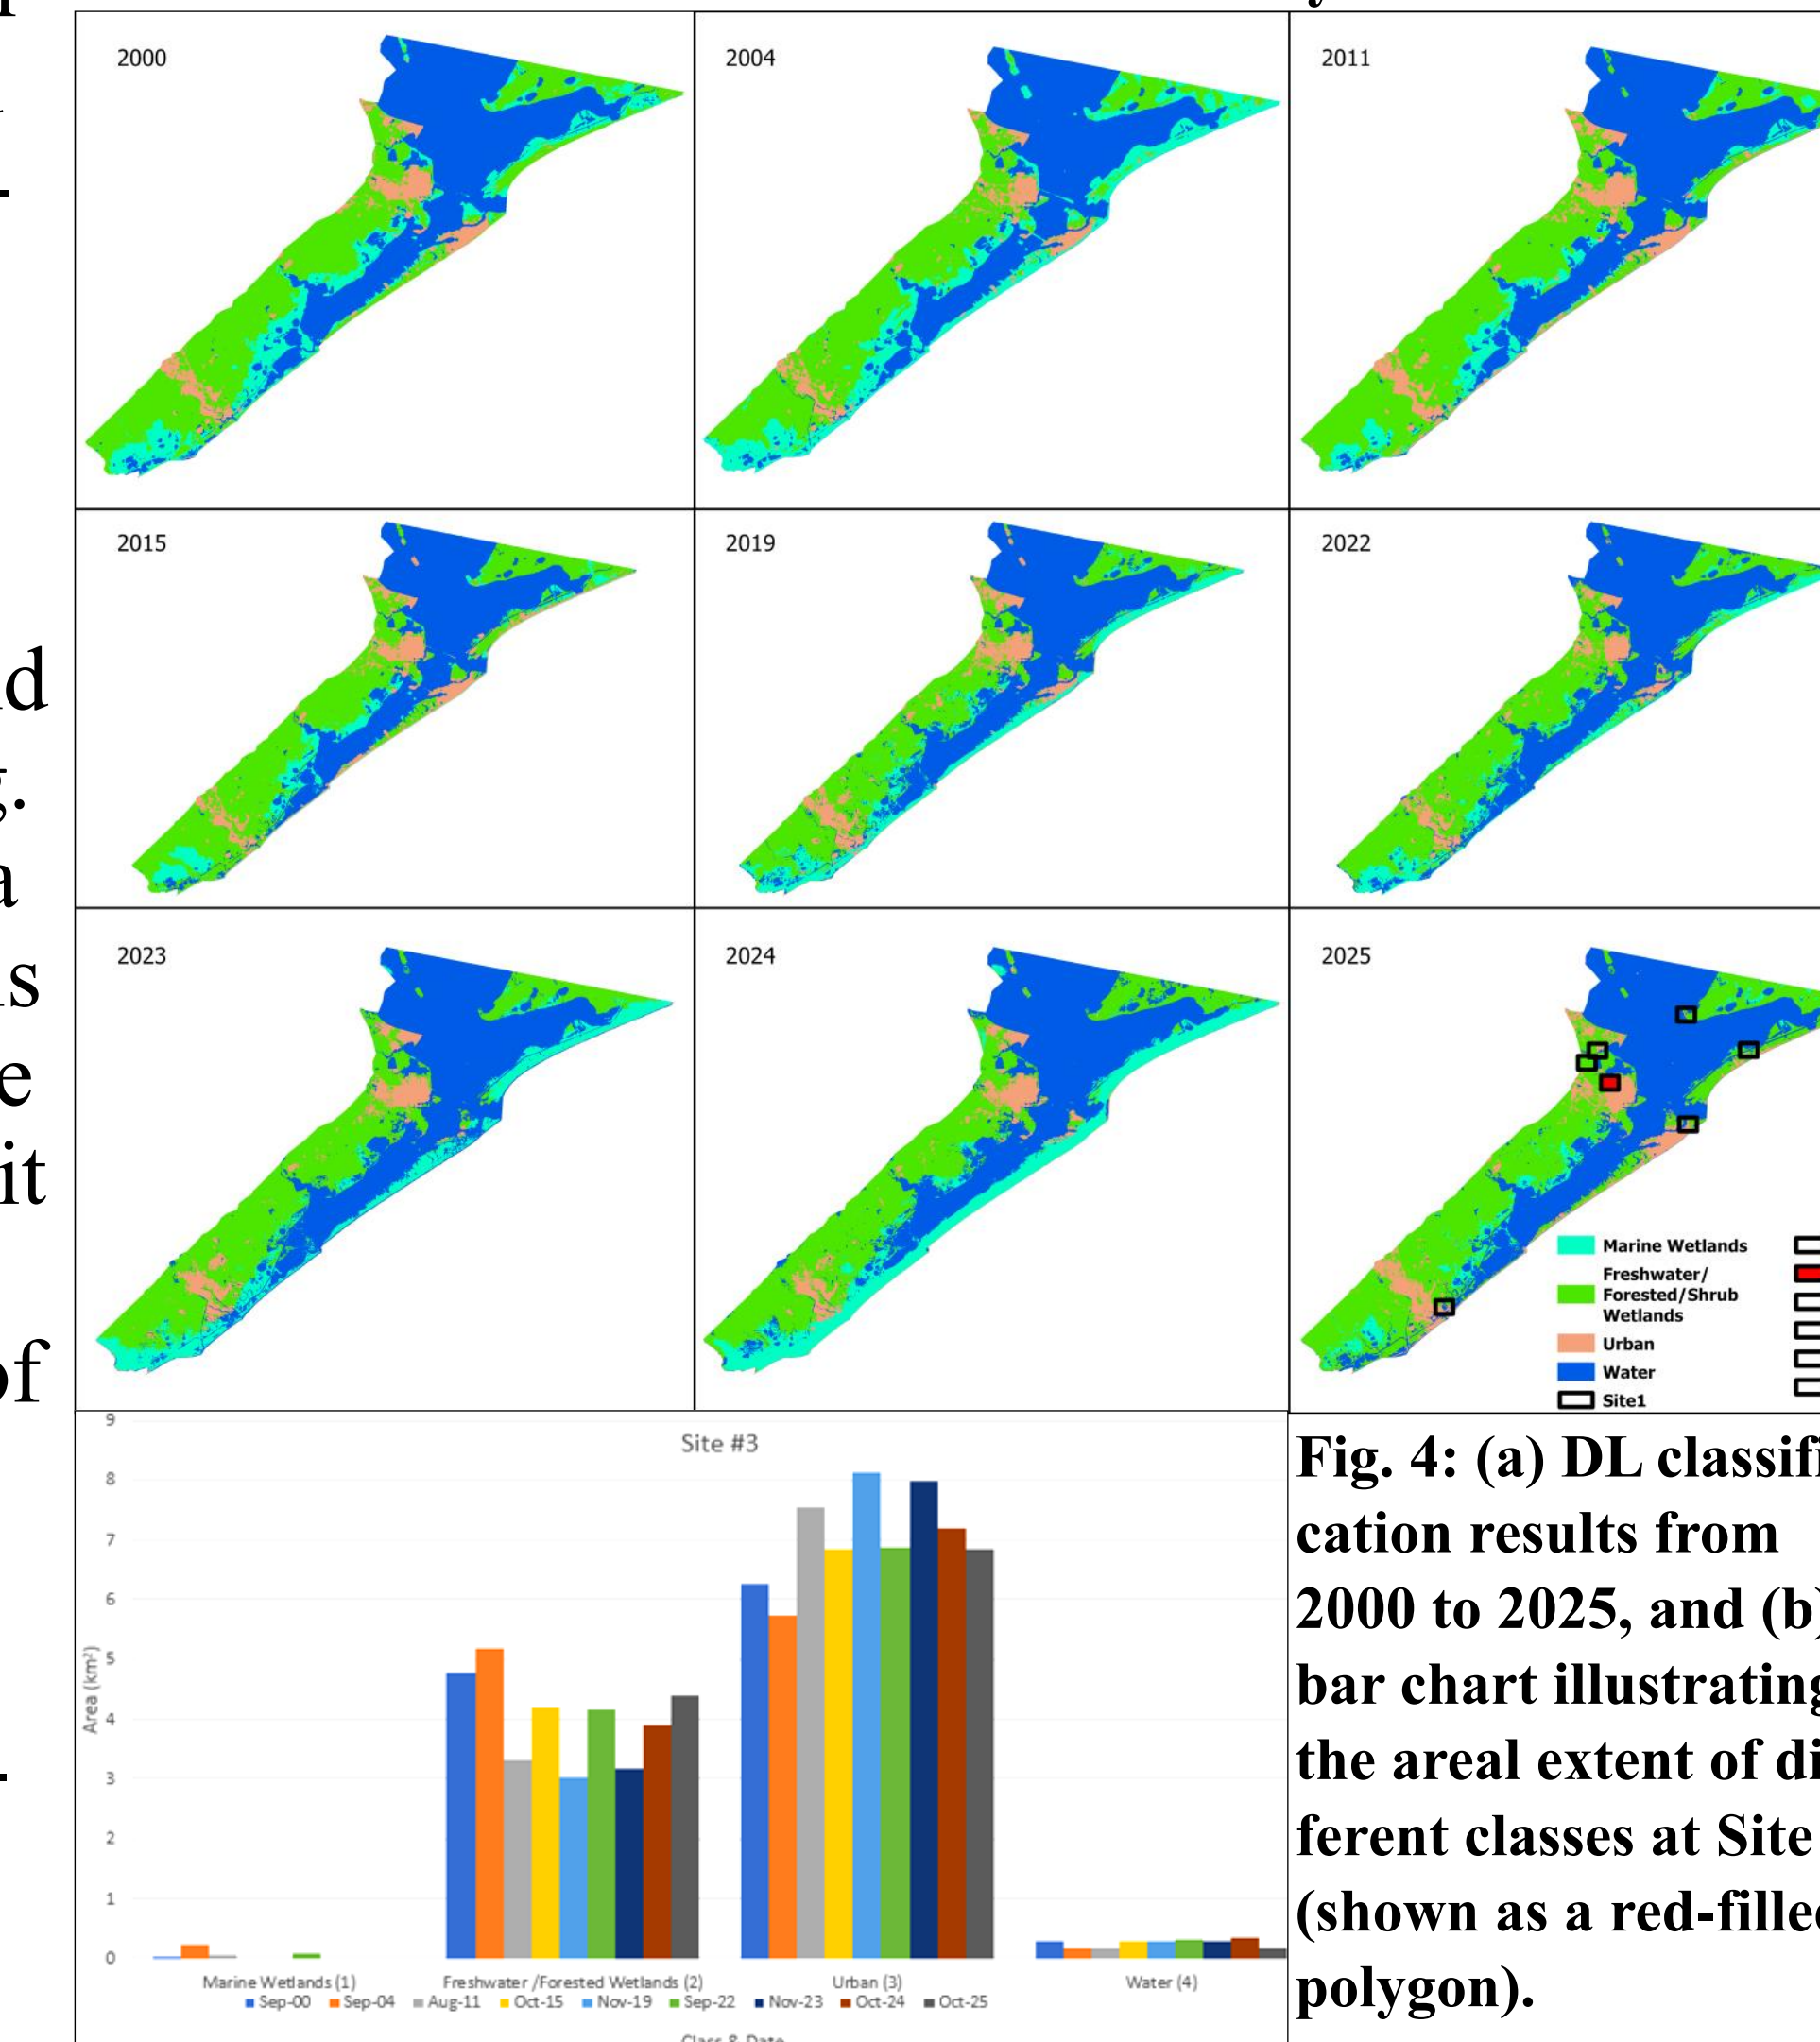 2000
2004
2011
2015
2019
2022
2023
2024
2025
Marine Wetlands
Freshwater/
Forested/Shrub
Wetlands
Urban
Water
Site1
Site #3
9
8
7
6
5
4
3
2
1
0
Area (km²)
Marine Wetlands (1)
Freshwater /Forested Wetlands (2)
Urban (3)
Water (4)
Sep-00 Sep-04 Aug-11 Oct-15 Nov-19 Sep-22 Nov-23 Oct-24 Oct-25
Class & Date
Fig. 4: (a) DL classifi
cation results from
2000 to 2025, and (b)
bar chart illustrating
the areal extent of di
ferent classes at Site
(shown as a red-filled
polygon).
is
e
it
of